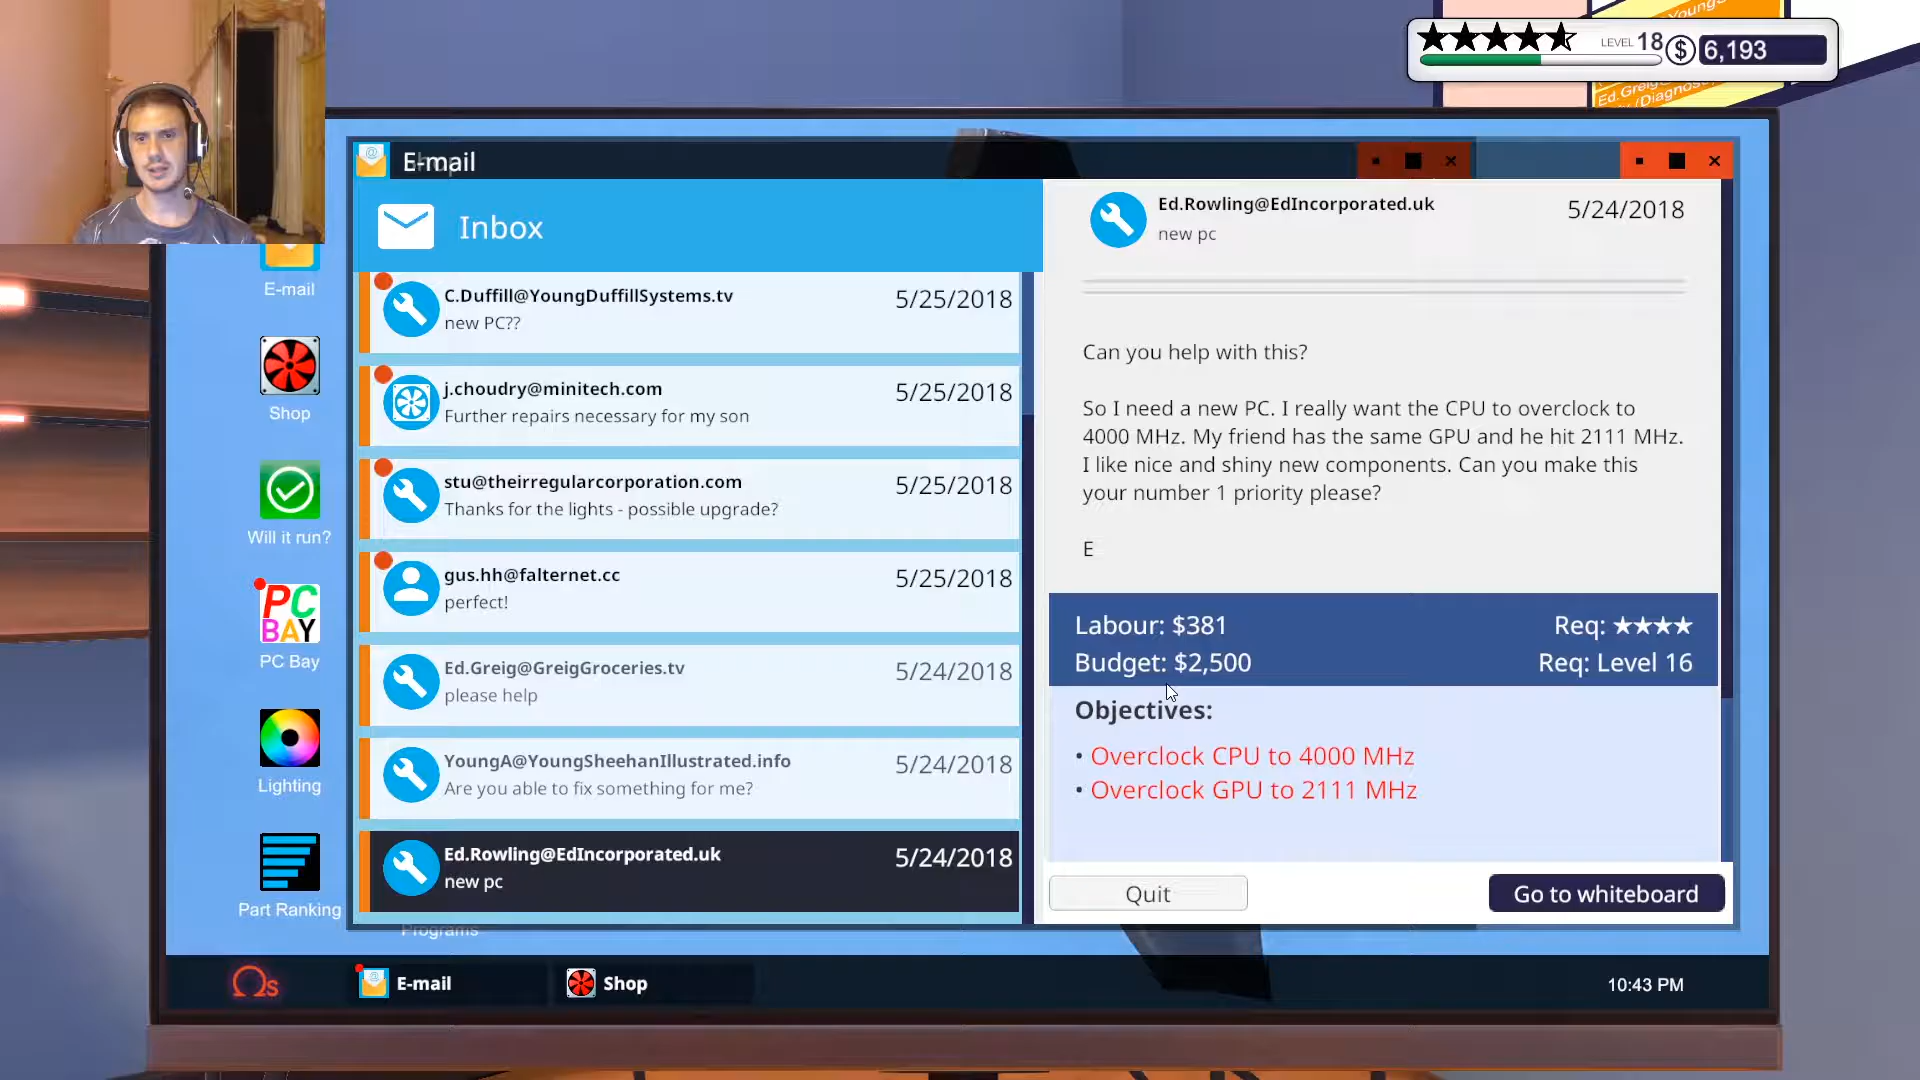 LEVEL 18
$ 6,193
E-mail
Inbox
C.Duffill@YoungDuffillSystems.tv
5/25/2018
new PC??
j.choudry@minitech.com
5/25/2018
Further repairs necessary for my son
stu@theirregularcorporation.com
5/25/2018
Thanks for the lights - possible upgrade?
gus.hh@falternet.cc
5/25/2018
perfect!
Ed.Greig@GreigGroceries.tv
5/24/2018
please help
YoungA@YoungSheehanIllustrated.info
5/24/2018
Are you able to fix something for me?
Ed.Rowling@EdIncorporated.uk
5/24/2018
new pc
Ed.Rowling@EdIncorporated.uk
5/24/2018
new pc
Can you help with this?
So I need a new PC. I really want the CPU to overclock to
4000 MHz. My friend has the same GPU and he hit 2111 MHz.
I like nice and shiny new components. Can you make this
your number 1 priority please?
E
Labour: $381
Req: ★★★★
Budget: $2,500
Req: Level 16
Objectives:
• Overclock CPU to 4000 MHz
• Overclock GPU to 2111 MHz
Quit
Go to whiteboard
E-mail
Shop
Will it run?
PC
BAY
PC Bay
Lighting
Part Ranking
Programs
Ωs
E-mail
Shop
10:43 PM